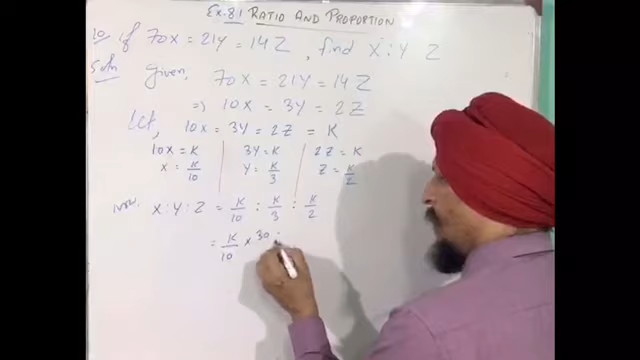 Ex.8.1 Ratio And Proportion
10. If 70x = 21y = 14z, find x:y z
Soln given, 70x = 21y = 14z
⇒ 10x = 3y = 2z
let, 10x = 3y = 2z = K
10x = K 3y = K 2z = K
x = K/10 y = K/3 z = K/2
now x:y:z = K/10 : K/3 : K/2
= K/10 × 30 :